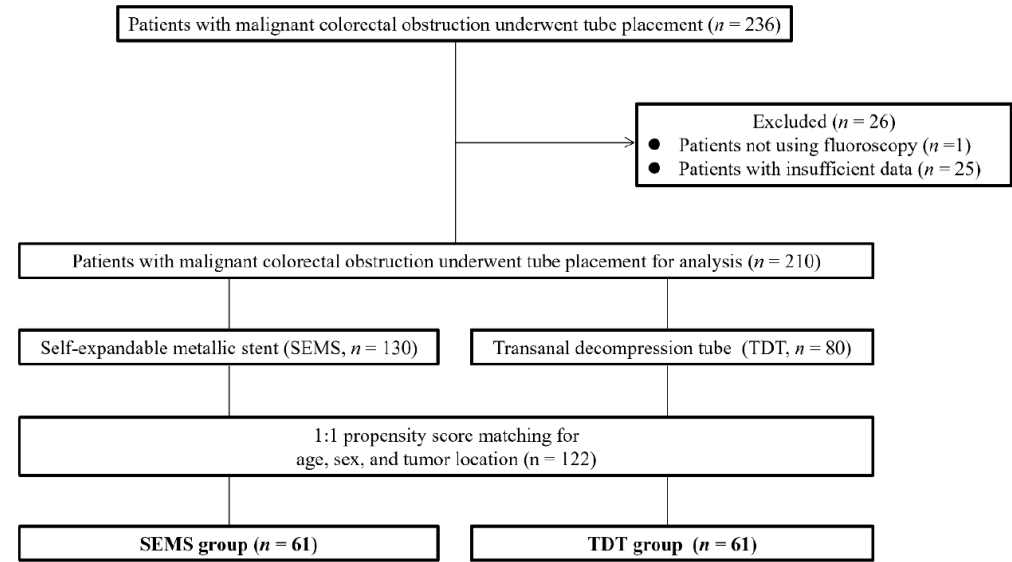 Patients with malignant colorectal obstruction underwent tube placement (n = 236)
Excluded (n = 26)
● Patients not using fluoroscopy (n =1)
● Patients with insufficient data (n = 25)
Patients with malignant colorectal obstruction underwent tube placement for analysis (n = 210)
Self-expandable metallic stent (SEMS, n = 130)
Transanal decompression tube (TDT, n = 80)
1:1 propensity score matching for
age, sex, and tumor location (n = 122)
SEMS group (n = 61)
TDT group (n = 61)